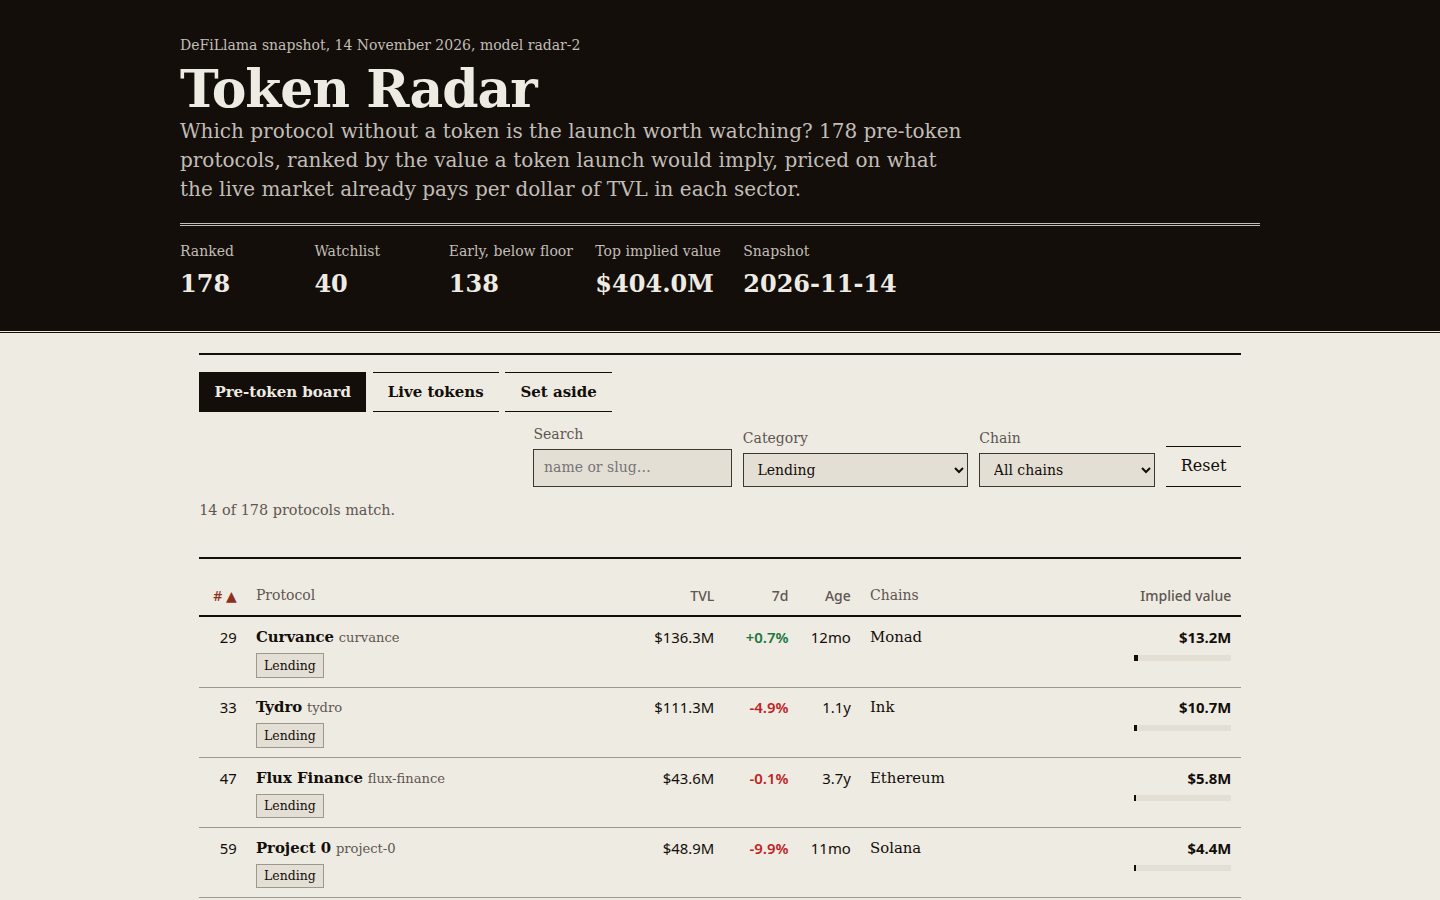 DeFiLlama snapshot, 14 November 2026, model radar-2
Token Radar
Which protocol without a token is the launch worth watching? 178 pre-token
protocols, ranked by the value a token launch would imply, priced on what
the live market already pays per dollar of TVL in each sector.
Ranked Watchlist Early, below floor Top implied value Snapshot
178 40 138 $404.0M 2026-11-14
Pre-token board Live tokens Set aside
Search Category Chain
name or slug... Lending All chains Reset
14 of 178 protocols match.
# ▲ Protocol TVL 7d Age Chains Implied value
29 Curvance curvance $136.3M +0.7% 12mo Monad $13.2M
Lending
33 Tydro tydro $111.3M -4.9% 1.1y Ink $10.7M
Lending
47 Flux Finance flux-finance $43.6M -0.1% 3.7y Ethereum $5.8M
Lending
59 Project 0 project-0 $48.9M -9.9% 11mo Solana $4.4M
Lending